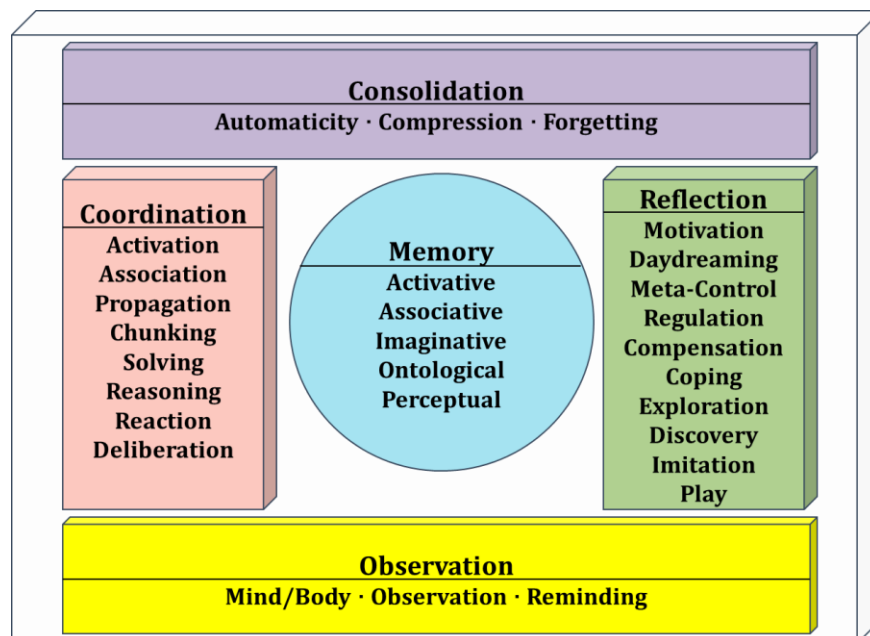 Consolidation
Automaticity · Compression · Forgetting
Coordination
Activation
Association
Propagation
Chunking
Solving
Reasoning
Reaction
Deliberation
Memory
Activative
Associative
Imaginative
Ontological
Perceptual
Reflection
Motivation
Daydreaming
Meta-Control
Regulation
Compensation
Coping
Exploration
Discovery
Imitation
Play
Observation
Mind/Body · Observation · Reminding